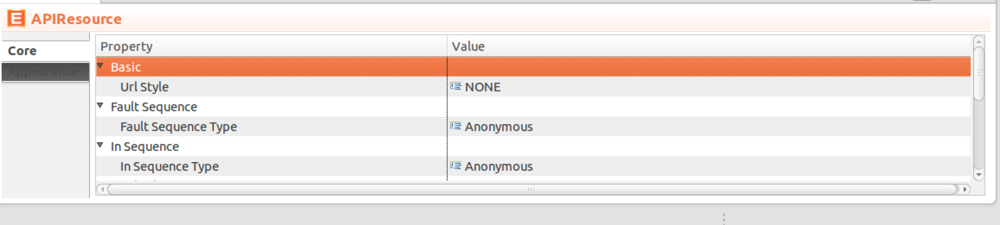 APIResource
Property Value
Core
Basic
Appearance
Url Style NONE
Fault Sequence
Fault Sequence Type Anonymous
In Sequence
In Sequence Type Anonymous